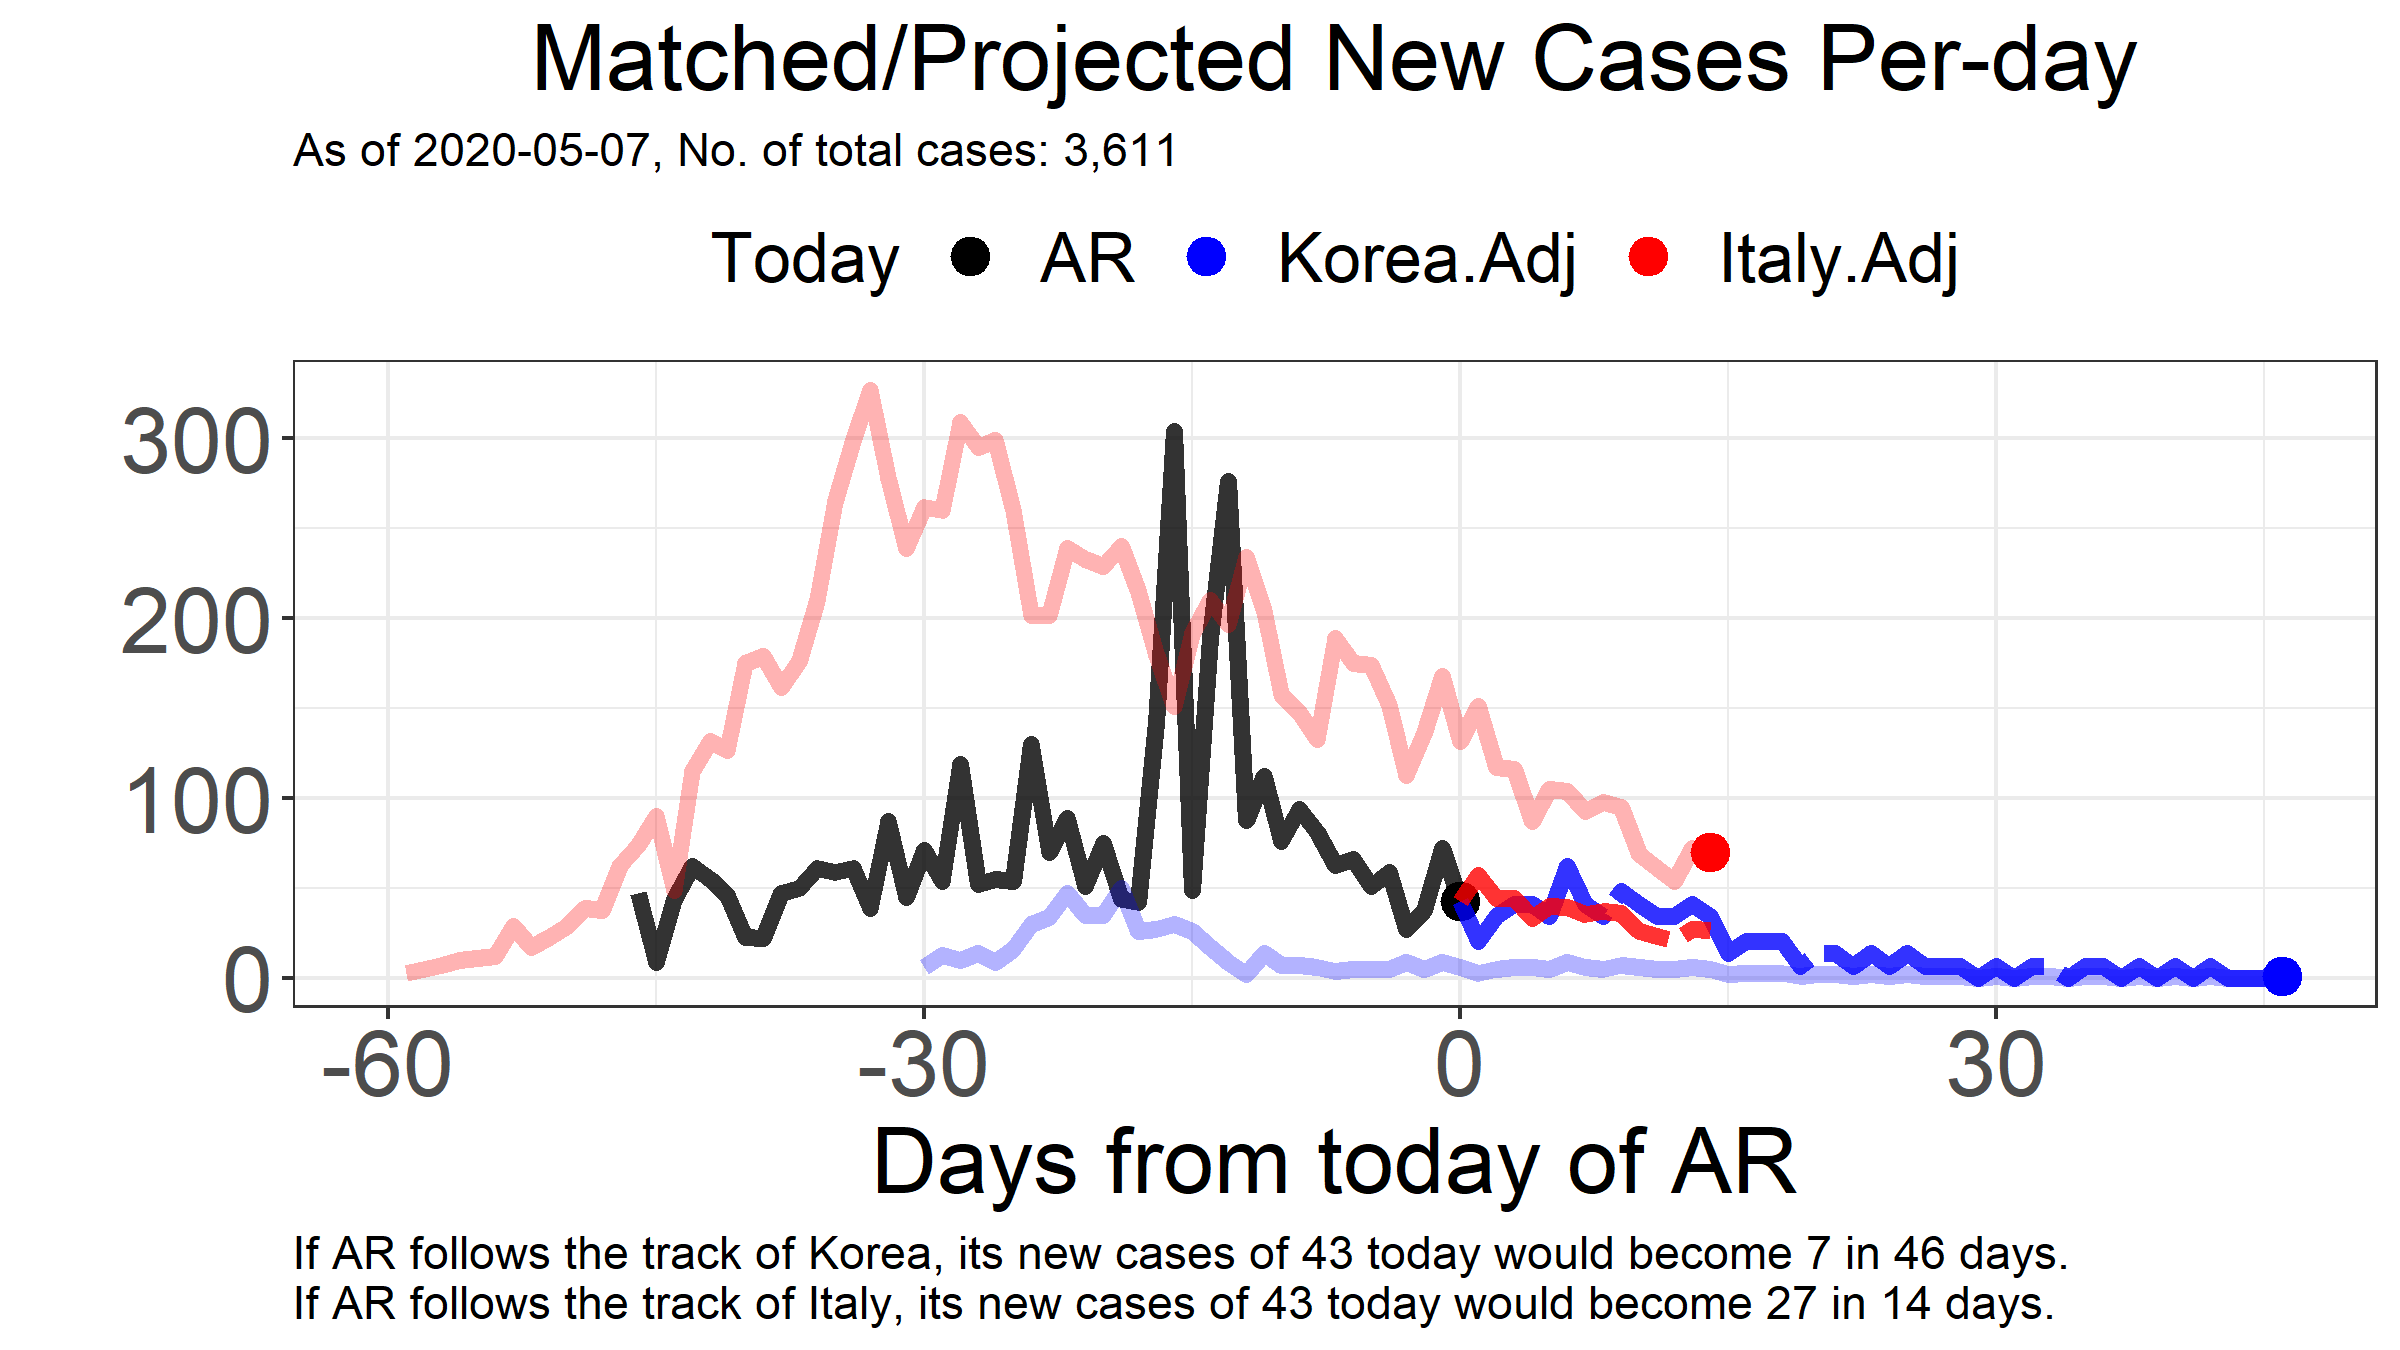 Matched/Projected New Cases Per-day
As of 2020-05-07, No. of total cases: 3,611
Today AR Korea.Adj Italy.Adj
300
200
100
0
-60 -30 0 30
Days from today of AR
If AR follows the track of Korea, its new cases of 43 today would become 7 in 46 days.
If AR follows the track of Italy, its new cases of 43 today would become 27 in 14 days.